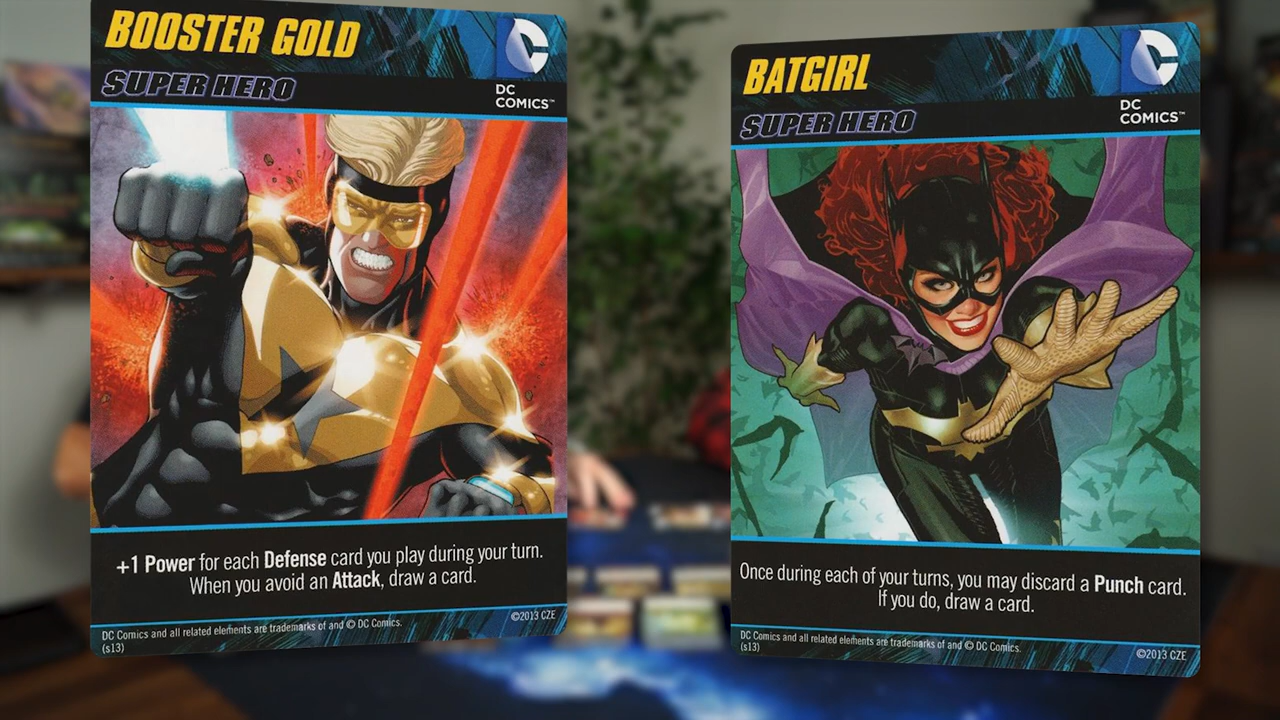 BOOSTER GOLD
SUPER HERO
DC
COMICS™
+1 Power for each Defense card you play during your turn.
When you avoid an Attack, draw a card.
DC Comics and all related elements are trademarks of and © DC Comics.
(s13)
©2013 CZE
BATGIRL
SUPER HERO
DC
COMICS™
Once during each of your turns, you may discard a Punch card.
If you do, draw a card.
DC Comics and all related elements are trademarks of and © DC Comics.
(s13)
©2013 CZE